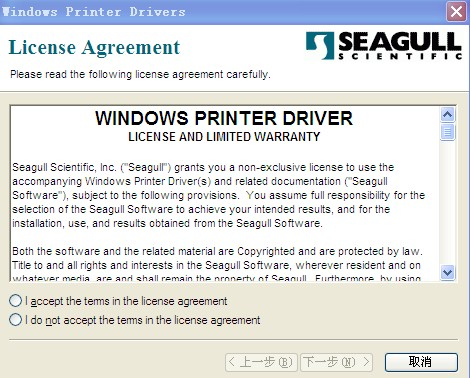 Windows Printer Drivers
License Agreement
SEAGULL
SCIENTIFIC
Please read the following license agreement carefully.
WINDOWS PRINTER DRIVER
LICENSE AND LIMITED WARRANTY
Seagull Scientific, Inc. ("Seagull") grants you a non-exclusive license to use the
accompanying Windows Printer Driver(s) and related documentation ("Seagull
Software"), subject to the following provisions.  You assume full responsibility for the
selection of the Seagull Software to achieve your intended results, and for the
installation, use, and results obtained from the Seagull Software.
Both the software and the related material are Copyrighted and are protected by law.
Title to and all rights and interests in the Seagull Software, wherever resident and on
whatever media, are and shall remain the property of Seagull.  Furthermore, by using
I accept the terms in the license agreement
I do not accept the terms in the license agreement
< 上一步(B) 下一步(N) > 取消